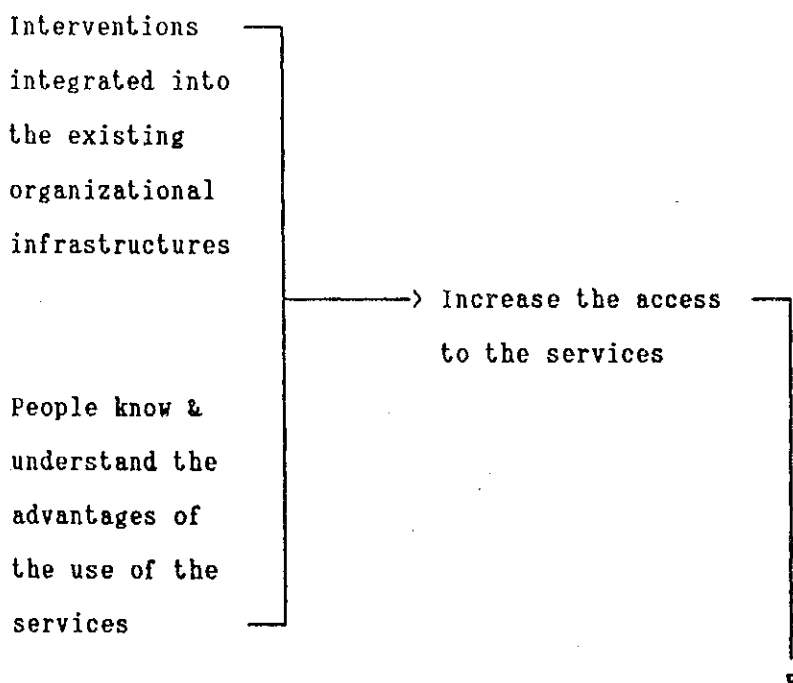 Interventions
integrated into
the existing
organizational
infrastructures
> Increase the access
to the services
People know &
understand the
advantages of
the use of the
services